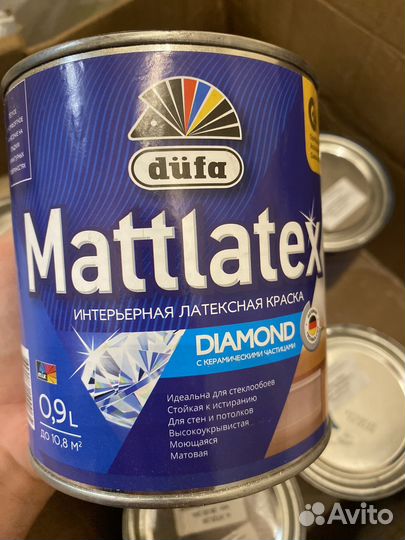 düfa
Mattlatex
ИНТЕРЬЕРНАЯ ЛАТЕКСНАЯ КРАСКА
DIAMOND
С КЕРАМИЧЕСКИМИ ЧАСТИЦАМИ
Идеальна для стеклообоев
Стойкая к истиранию
Для стен и потолков
Высокоукрывистая
Моющаяся
Матовая
0,9 L
ДО 10,8 М²
Avito